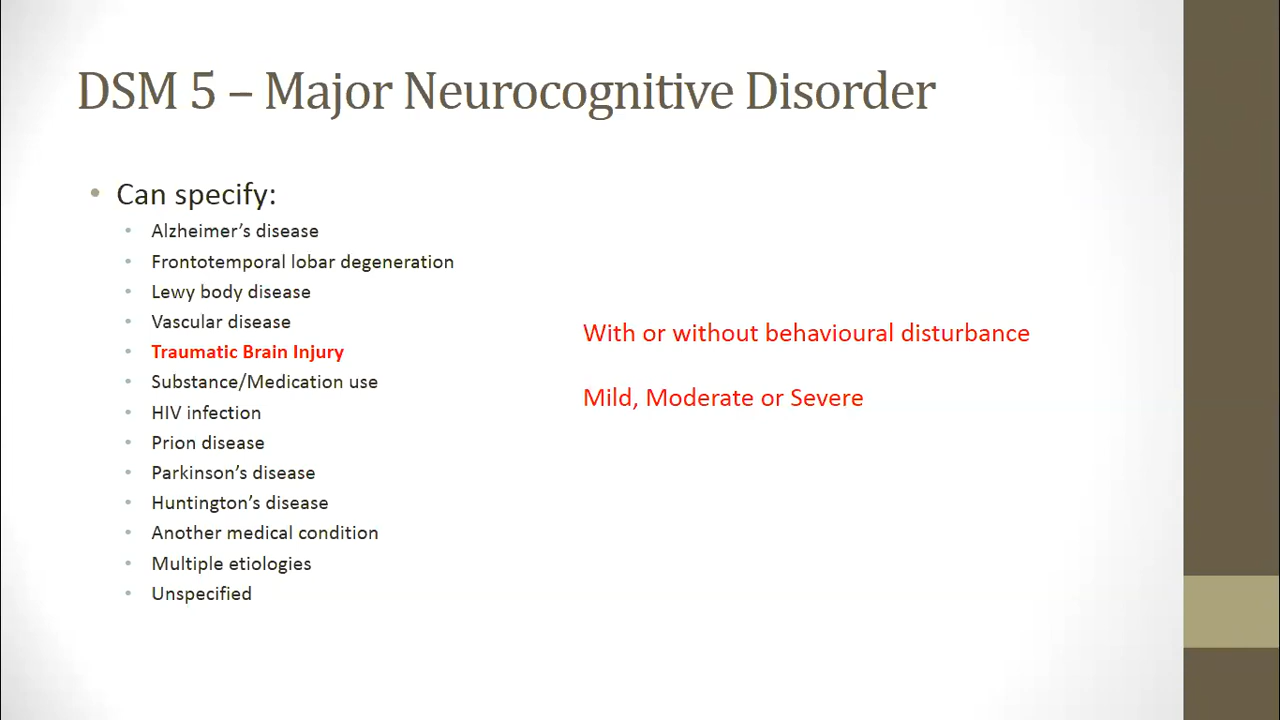 DSM 5 – Major Neurocognitive Disorder
• Can specify:
• Alzheimer’s disease
• Frontotemporal lobar degeneration
• Lewy body disease
• Vascular disease
• Traumatic Brain Injury
• Substance/Medication use
• HIV infection
• Prion disease
• Parkinson’s disease
• Huntington’s disease
• Another medical condition
• Multiple etiologies
• Unspecified
With or without behavioural disturbance
Mild, Moderate or Severe